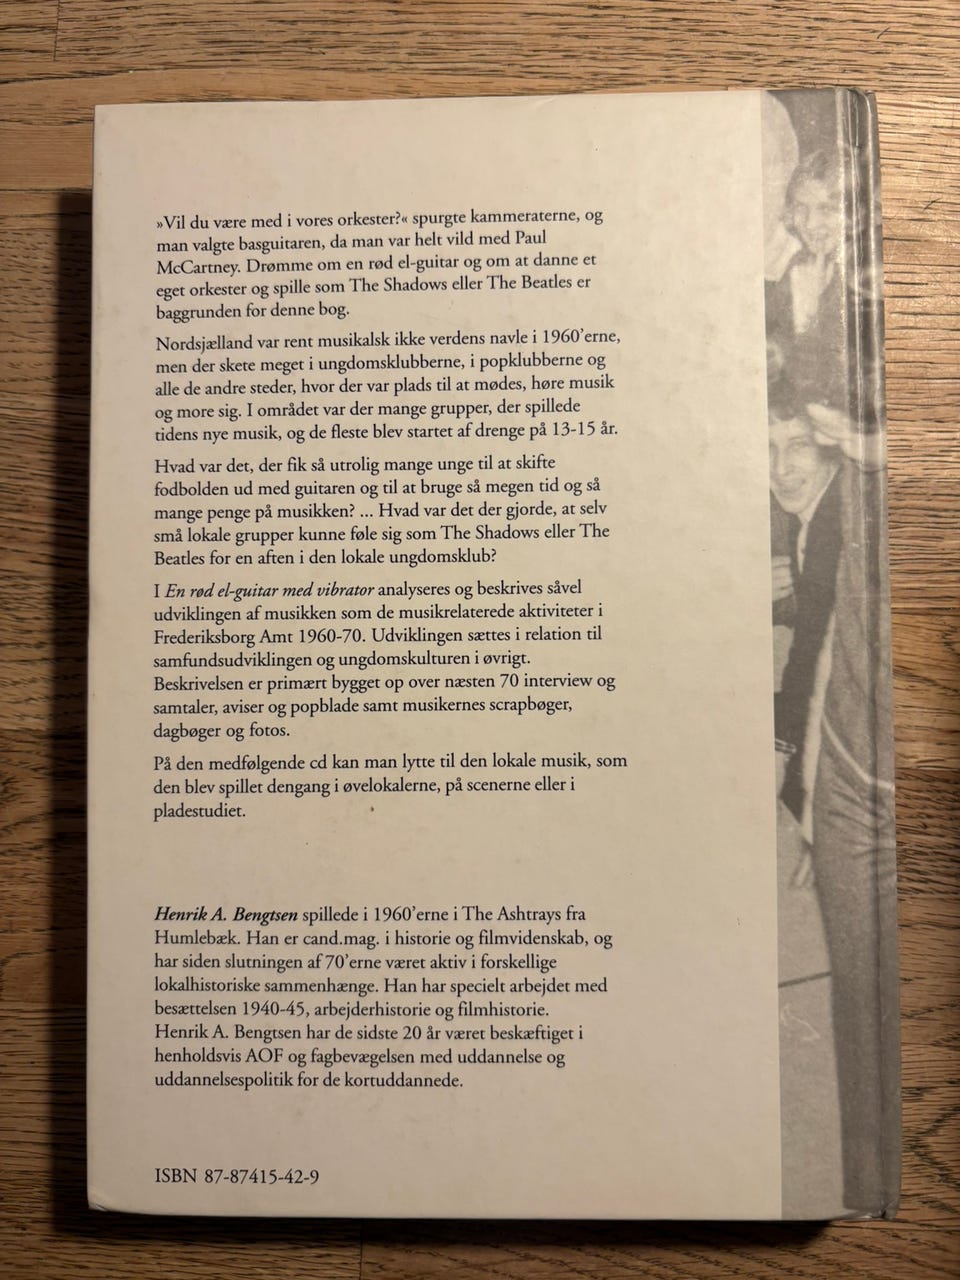 »Vil du være med i vores orkester?« spurgte kammeraterne, og
man valgte basguitaren, da man var helt vild med Paul
McCartney. Drømme om en rød el-guitar og om at danne et
eget orkester og spille som The Shadows eller The Beatles er
baggrunden for denne bog.
Nordsjælland var rent musikalsk ikke verdens navle i 1960'erne,
men der skete meget i ungdomsklubberne, i popklubberne og
alle de andre steder, hvor der var plads til at mødes, høre musik
og more sig. I området var der mange grupper, der spillede
tidens nye musik, og de fleste blev startet af drenge på 13-15 år.
Hvad var det, der fik så utrolig mange unge til at skifte
fodbolden ud med guitaren og til at bruge så megen tid og så
mange penge på musikken? ... Hvad var det der gjorde, at selv
små lokale grupper kunne føle sig som The Shadows eller The
Beatles for en aften i den lokale ungdomsklub?
I En rød el-guitar med vibrator analyseres og beskrives såvel
udviklingen af musikken som de musikrelaterede aktiviteter i
Frederiksborg Amt 1960-70. Udviklingen sættes i relation til
samfundsudviklingen og ungdomskulturen i øvrigt.
Beskrivelsen er primært bygget op over næsten 70 interview og
samtaler, aviser og popblade samt musikernes scrapbøger,
dagbøger og fotos.
På den medfølgende cd kan man lytte til den lokale musik, som
den blev spillet dengang i øvelokalerne, på scenerne eller i
pladestudiet.
Henrik A. Bengtsen spillede i 1960'erne i The Ashtrays fra
Humlebæk. Han er cand.mag. i historie og filmvidenskab, og
har siden slutningen af 70'erne været aktiv i forskellige
lokalhistoriske sammenhænge. Han har specielt arbejdet med
besættelsen 1940-45, arbejderhistorie og filmhistorie.
Henrik A. Bengtsen har de sidste 20 år været beskæftiget i
henholdsvis AOF og fagbevægelsen med uddannelse og
uddannelsespolitik for de kortuddannede.
ISBN 87-87415-42-9